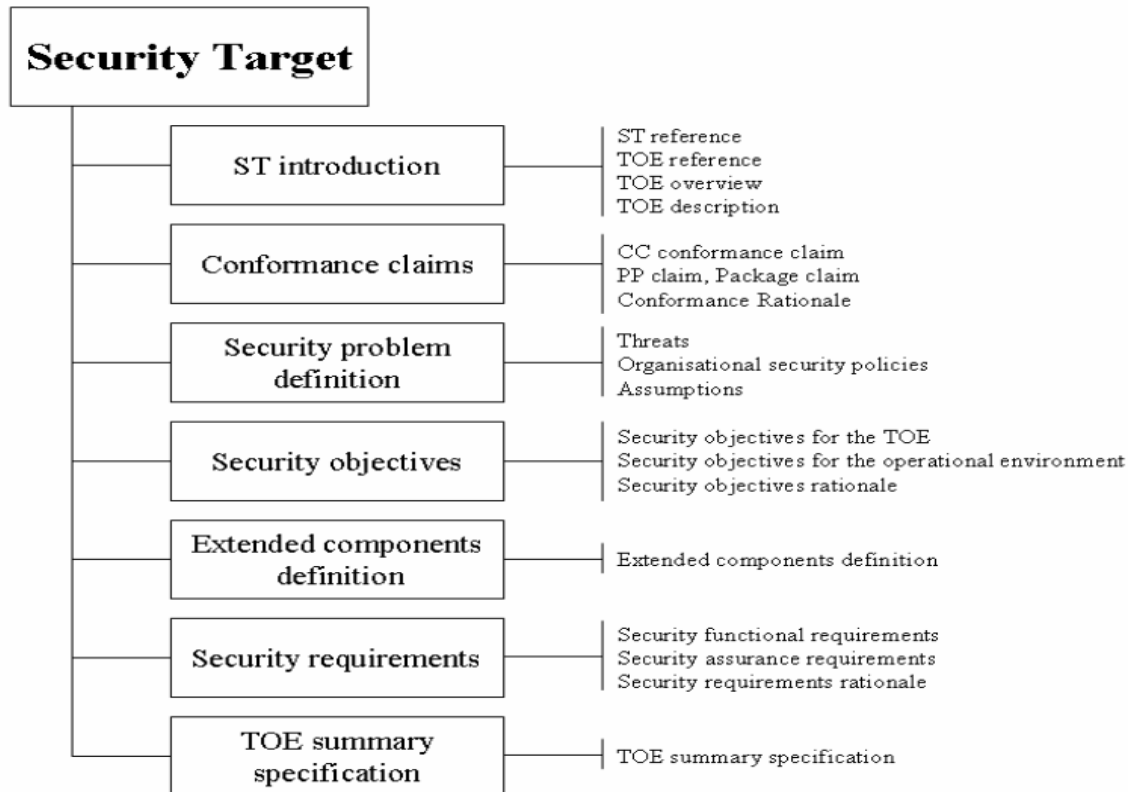 Security Target
ST introduction
ST reference
TOE reference
TOE overview
TOE description
Conformance claims
CC conformance claim
PP claim, Package claim
Conformance Rationale
Security problem
definition
Threats
Organisational security policies
Assumptions
Security objectives
Security objectives for the TOE
Security objectives for the operational environment
Security objectives rationale
Extended components
definition
Extended components definition
Security requirements
Security functional requirements
Security assurance requirements
Security requirements rationale
TOE summary
specification
TOE summary specification